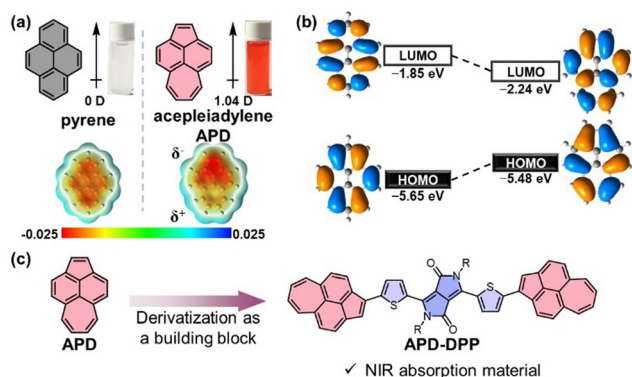 (a)
0 D
pyrene
1.04 D
acepleiadylene
APD
δ-
δ+
-0.025
0.025
(b)
LUMO
−1.85 eV
LUMO
−2.24 eV
HOMO
−5.65 eV
HOMO
−5.48 eV
(c)
APD
Derivatization as
a building block
S
O
R
N
N
R
O
S
APD-DPP
✓ NIR absorption material